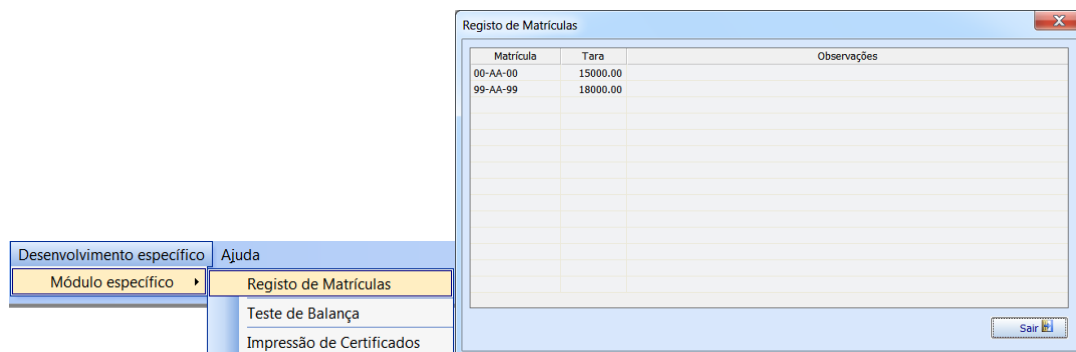 Registo de Matrículas
Matrícula Tara Observações
00-AA-00 15000.00
99-AA-99 18000.00
Sair
Desenvolvimento específico Ajuda
Módulo específico Registo de Matrículas
Teste de Balança
Impressão de Certificados